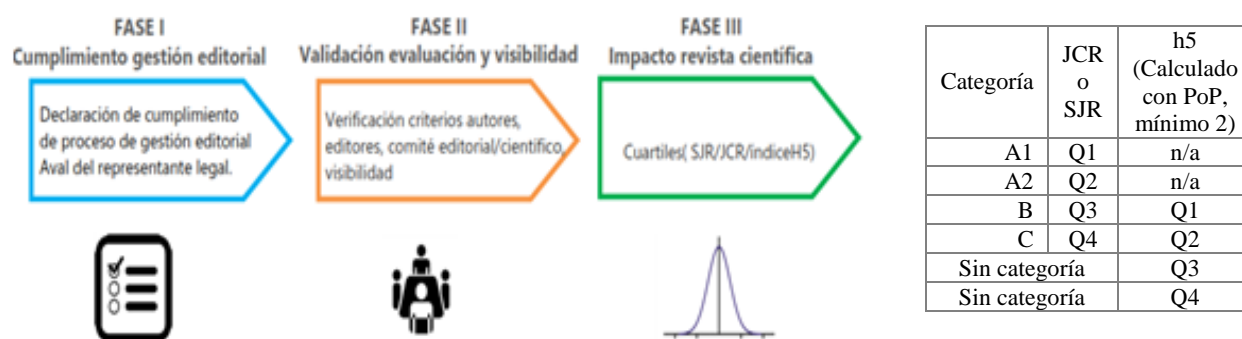 FASE I
Cumplimiento gestión editorial
Declaración de cumplimiento
de proceso de gestión editorial
Aval del representante legal.
FASE II
Validación evaluación y visibilidad
Verificación criterios autores,
editores, comité editorial/científico,
visibilidad
FASE III
Impacto revista científica
Cuartiles( SJR/JCR/índiceH5)
Categoría
JCR
o
SJR
h5
(Calculado
con PoP,
mínimo 2)
A1 Q1 n/a
A2 Q2 n/a
B Q3 Q1
C Q4 Q2
Sin categoría Q3
Sin categoría Q4